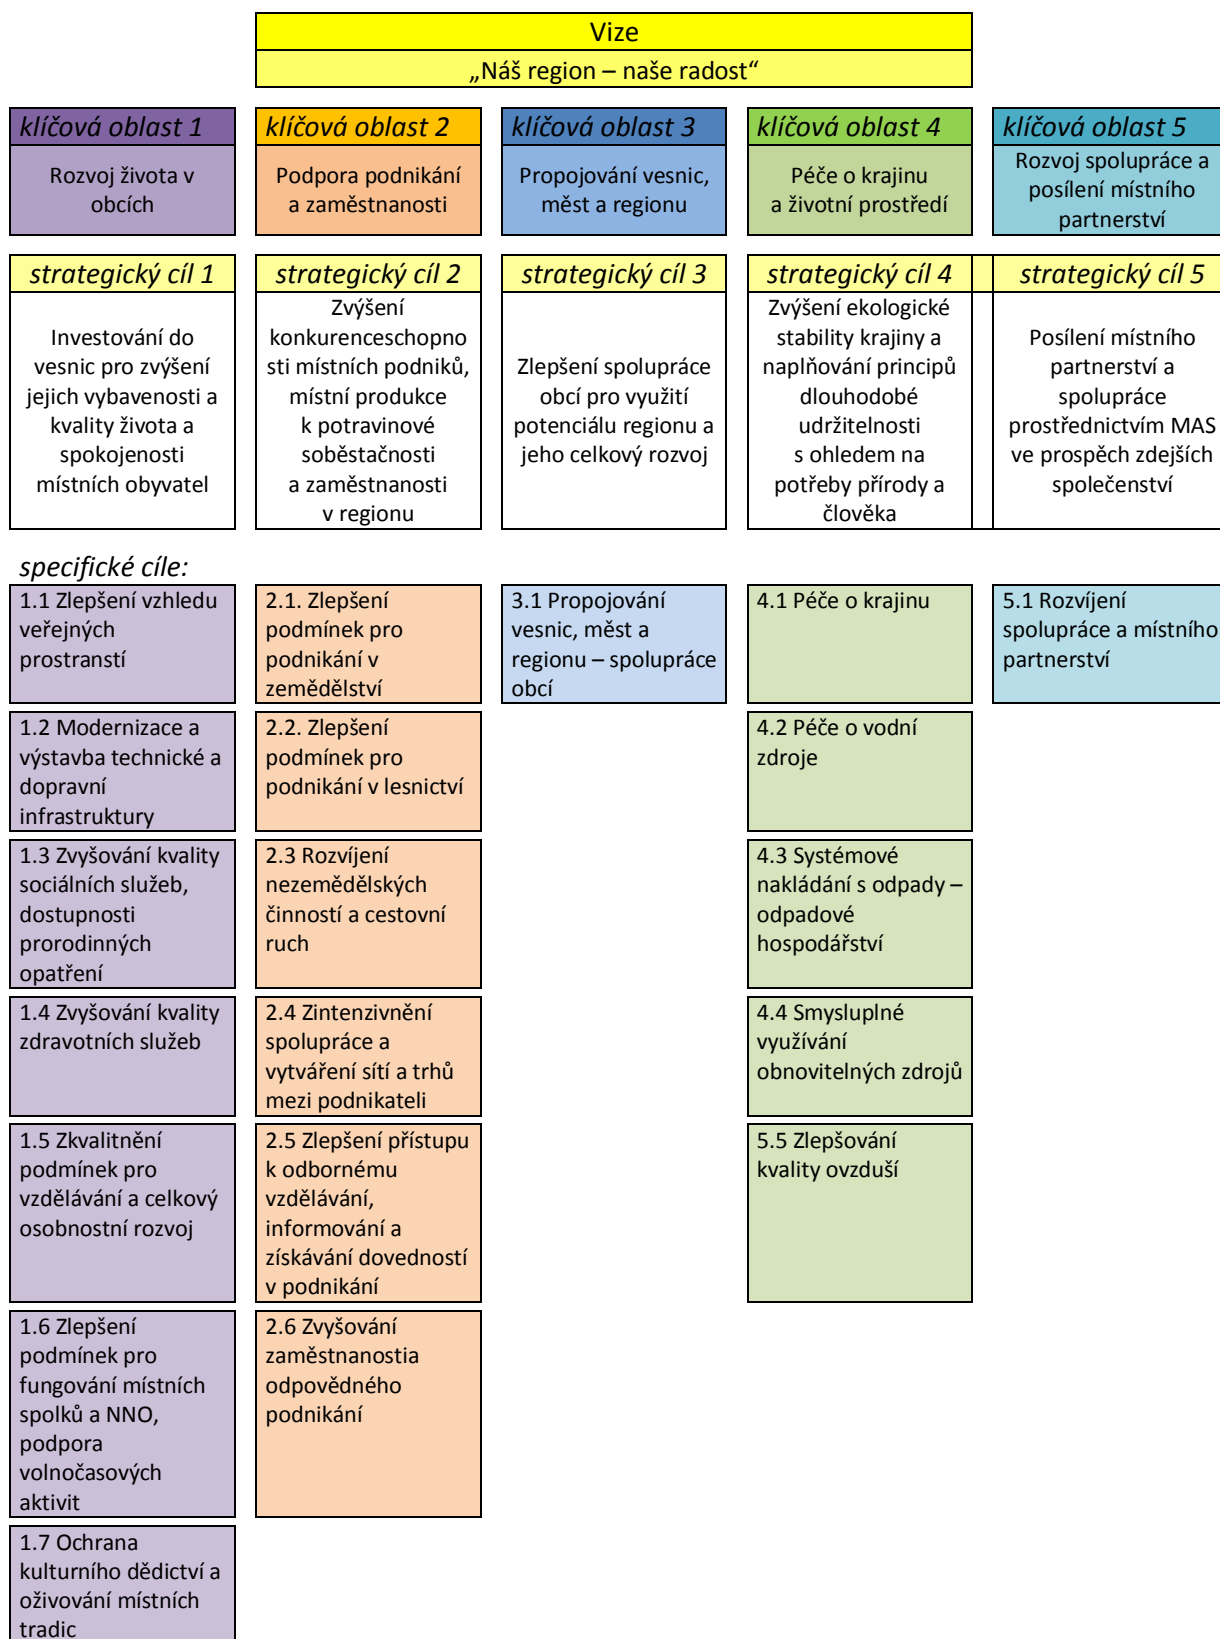 Vize
„Náš region – naše radost“
klíčová oblast 1
Rozvoj života v
obcích
klíčová oblast 2
Podpora podnikání
a zaměstnanosti
klíčová oblast 3
Propojování vesnic,
měst a regionu
klíčová oblast 4
Péče o krajinu
a životní prostředí
klíčová oblast 5
Rozvoj spolupráce a
posílení místního
partnerství
strategický cíl 1
Investování do
vesnic pro zvýšení
jejich vybavenosti a
kvality života a
spokojenosti
místních obyvatel
strategický cíl 2
Zvýšení
konkurenceschopno
sti místních podniků,
místní produkce
k potravinové
soběstačnosti
a zaměstnanosti
v regionu
strategický cíl 3
Zlepšení spolupráce
obcí pro využití
potenciálu regionu a
jeho celkový rozvoj
strategický cíl 4
Zvýšení ekologické
stability krajiny a
naplňování principů
dlouhodobé
udržitelnosti
s ohledem na
potřeby přírody a
člověka
strategický cíl 5
Posílení místního
partnerství a
spolupráce
prostřednictvím MAS
ve prospěch zdejších
společenství
specifické cíle:
1.1 Zlepšení vzhledu
veřejných
prostranstí
1.2 Modernizace a
výstavba technické a
dopravní
infrastruktury
1.3 Zvyšování kvality
sociálních služeb,
dostupnosti
prorodinných
opatření
1.4 Zvyšování kvality
zdravotních služeb
1.5 Zkvalitnění
podmínek pro
vzdělávání a celkový
osobnostní rozvoj
1.6 Zlepšení
podmínek pro
fungování místních
spolků a NNO,
podpora
volnočasových
aktivit
1.7 Ochrana
kulturního dědictví a
oživování místních
tradic
2.1. Zlepšení
podmínek pro
podnikání v
zemědělství
2.2. Zlepšení
podmínek pro
podnikání v lesnictví
2.3 Rozvíjení
nezemědělských
činností a cestovní
ruch
2.4 Zintenzivnění
spolupráce a
vytváření sítí a trhů
mezi podnikateli
2.5 Zlepšení přístupu
k odbornému
vzdělávání,
informování a
získávání dovedností
v podnikání
2.6 Zvyšování
zaměstnanostia
odpovědného
podnikání
3.1 Propojování
vesnic, měst a
regionu – spolupráce
obcí
4.1 Péče o krajinu
4.2 Péče o vodní
zdroje
4.3 Systémové
nakládání s odpady –
odpadové
hospodářství
4.4 Smysluplné
využívání
obnovitelných zdrojů
5.5 Zlepšování
kvality ovzduší
5.1 Rozvíjení
spolupráce a místního
partnerství